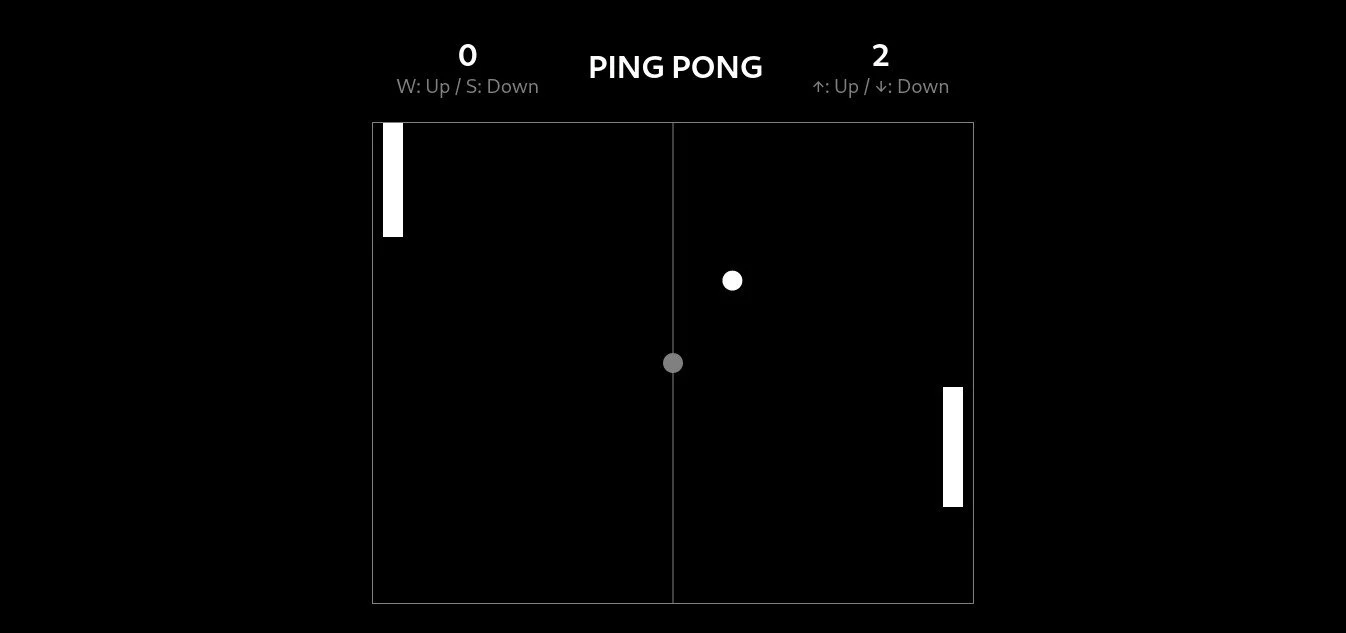 0
W: Up / S: Down
PING PONG
2
↑: Up / ↓: Down